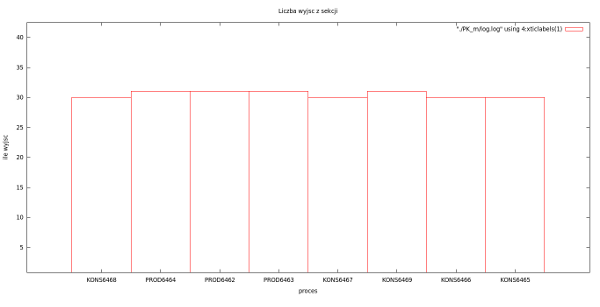 Liczba wyjsc z sekcji
"./PK_m/log.log" using 4:xticlabels(1)
40
35
30
25
20
15
10
5
ile wyjsc
KONS6468 PROD6464 PROD6462 PROD6463 KONS6467 KONS6469 KONS6466 KONS6465
proces